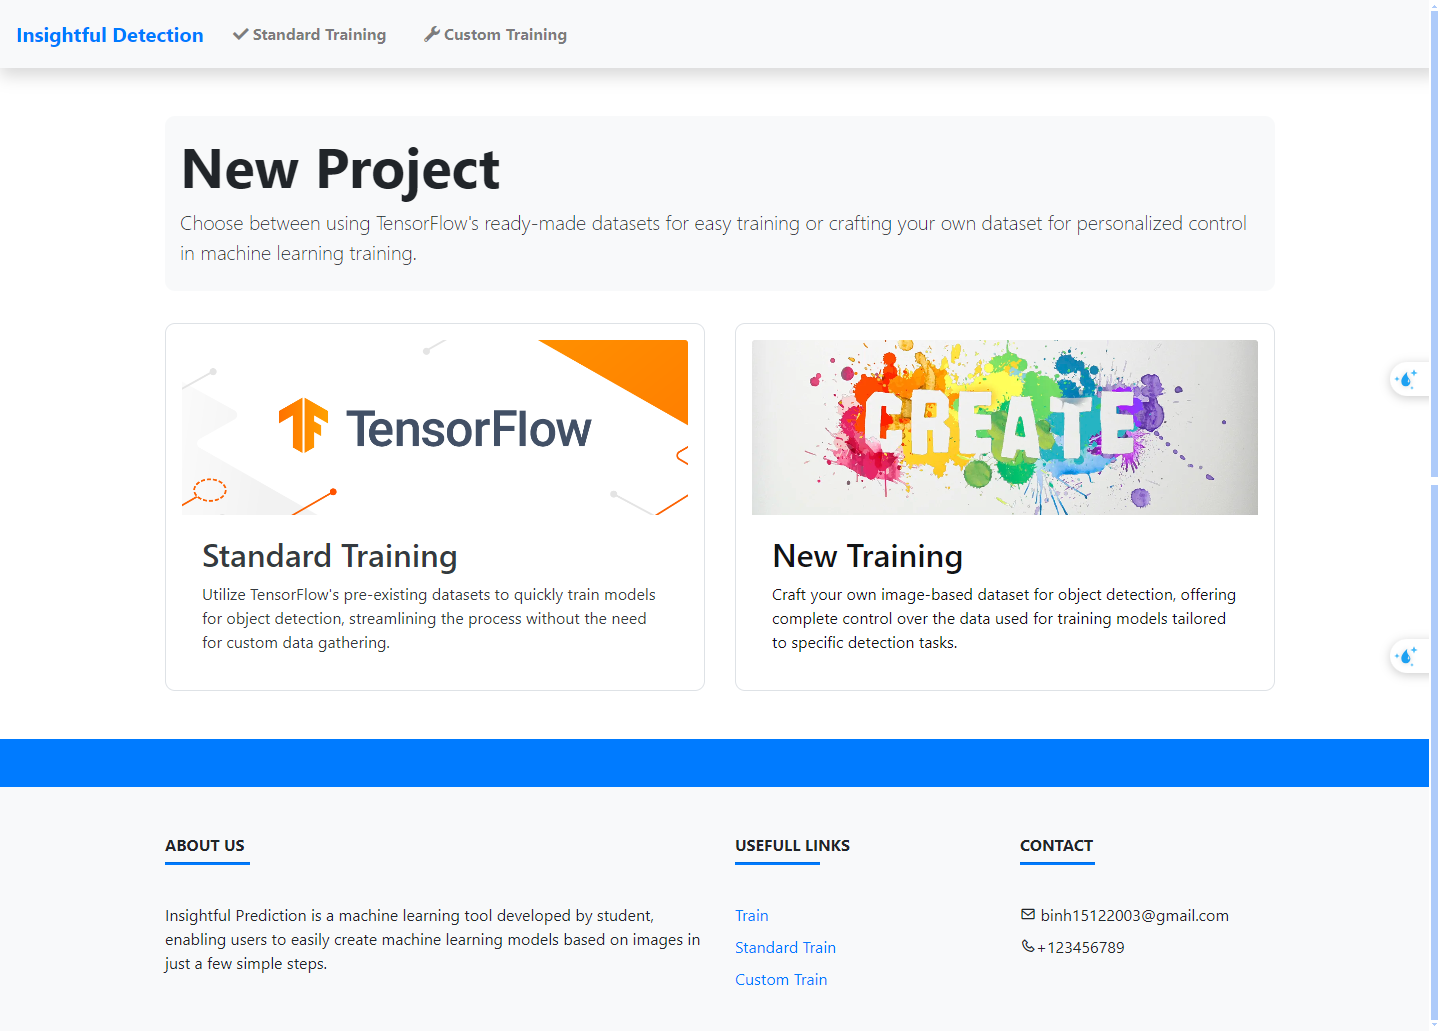 Insightful Detection
Standard Training
Custom Training
New Project
Choose between using TensorFlow's ready-made datasets for easy training or crafting your own dataset for personalized control
in machine learning training.
TensorFlow
Standard Training
Utilize TensorFlow's pre-existing datasets to quickly train models
for object detection, streamlining the process without the need
for custom data gathering.
CREATE
New Training
Craft your own image-based dataset for object detection, offering
complete control over the data used for training models tailored
to specific detection tasks.
ABOUT US
Insightful Prediction is a machine learning tool developed by student,
enabling users to easily create machine learning models based on images in
just a few simple steps.
USEFULL LINKS
Train
Standard Train
Custom Train
CONTACT
binh15122003@gmail.com
+123456789